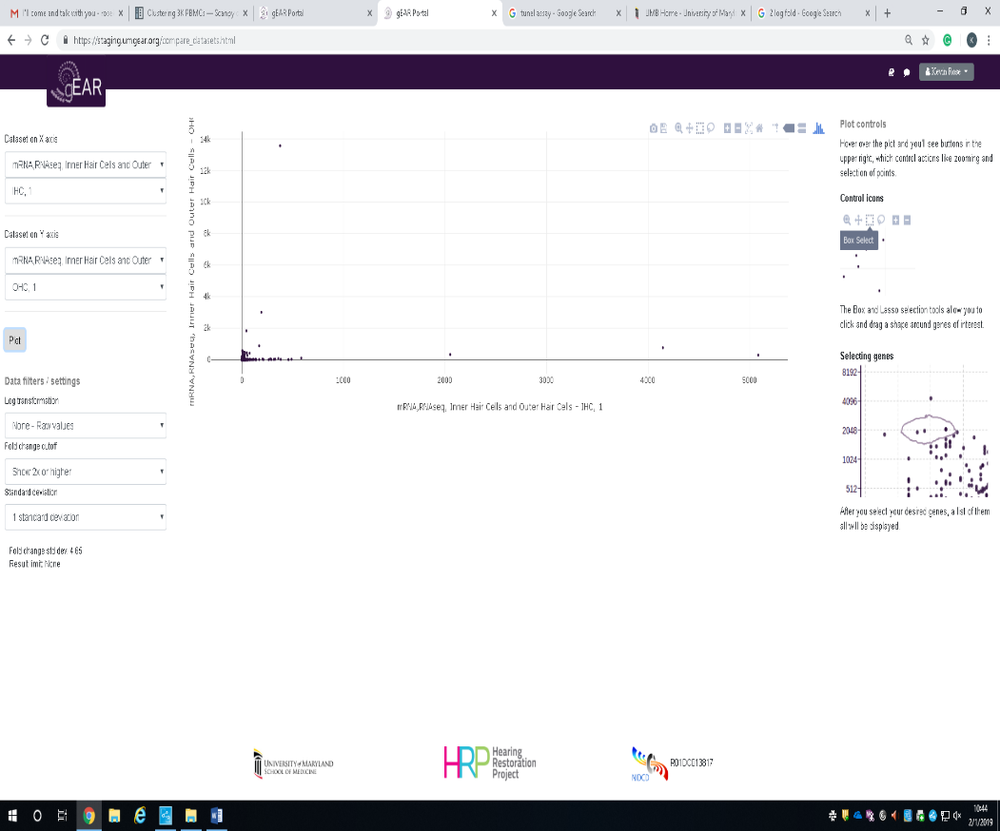 I'll come and talk with you - rose
Clustering 3K PBMCs — Scanpy
gEAR Portal
gEAR Portal
tunel assay - Google Search
UMB Home - University of Maryl
2 log fold - Google Search
https://staging.umgear.org/compare_datasets.html
K
gEAR
Kevin Rose
Dataset on X axis
mRNA,RNAseq, Inner Hair Cells and Outer
IHC, 1
Dataset on Y axis
mRNA,RNAseq, Inner Hair Cells and Outer
OHC, 1
Plot
Data filters / settings
Log transformation
None - Raw values
Fold change cutoff
Show 2x or higher
Standard deviation
1 standard deviation
Fold change std dev: 4.65
Result limit: None
mRNA,RNAseq, Inner Hair Cells and Outer Hair Cells - OHC
14k
12k
10k
8k
6k
4k
2k
0
0 1000 2000 3000 4000 5000
mRNA,RNAseq, Inner Hair Cells and Outer Hair Cells - IHC, 1
Plot controls
Hover over the plot and you'll see buttons in the
upper right, which control actions like zooming and
selection of points.
Control icons
Box Select
The Box and Lasso selection tools allow you to
click and drag a shape around genes of interest.
Selecting genes
8192
4096
2048
1024
512
After you select your desired genes, a list of them
all will be displayed.
UNIVERSITY of MARYLAND
SCHOOL OF MEDICINE
HRP Hearing
Restoration
Project
NIDCD
R01DC013817
10:44
2/1/2019